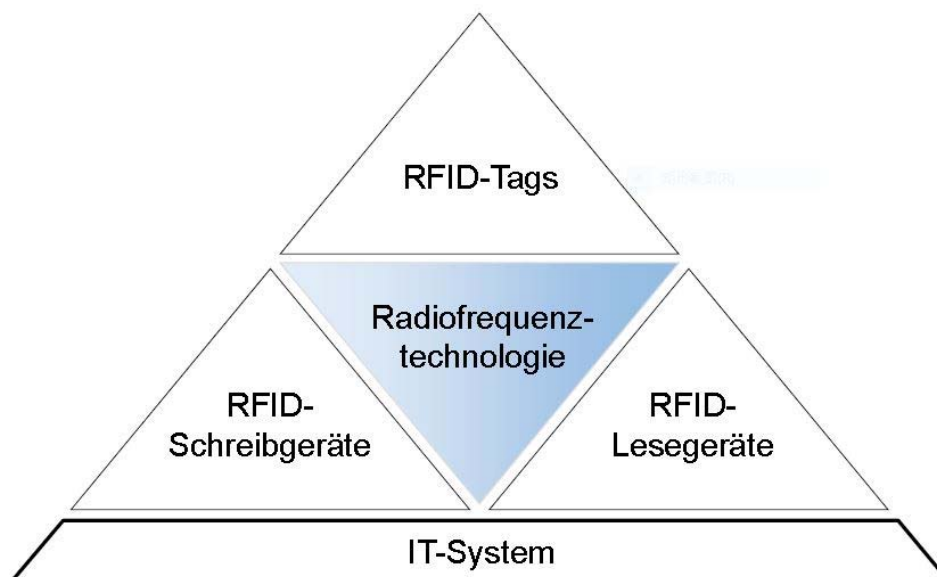 RFID-Tags
Radiofrequenz-
technologie
RFID-
Schreibgeräte
RFID-
Lesegeräte
IT-System